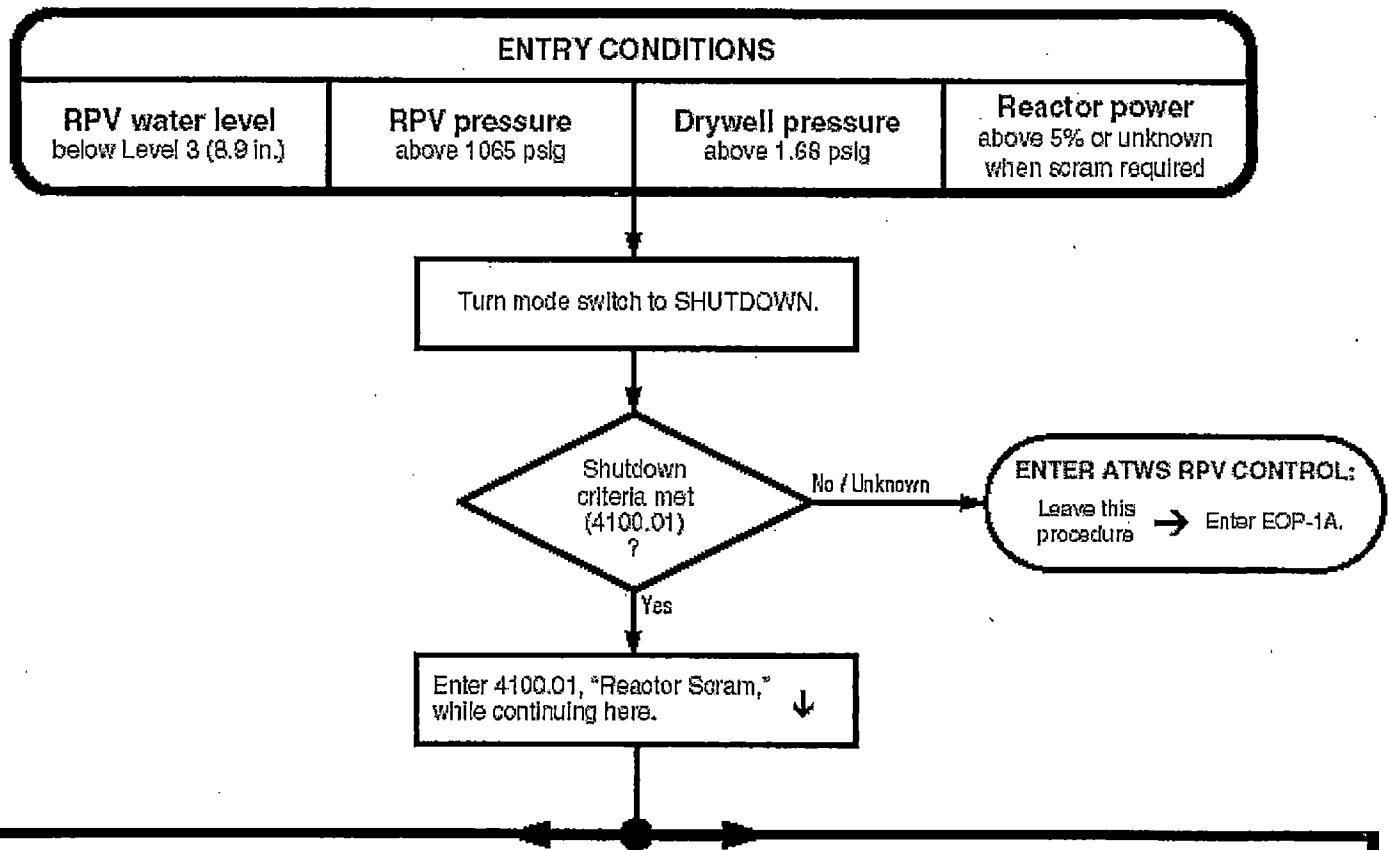 ENTRY CONDITIONS
RPV water level
below Level 3 (8.9 in.)
RPV pressure
above 1065 psig
Drywell pressure
above 1.68 psig
Reactor power
above 5% or unknown
when scram required
Turn mode switch to SHUTDOWN.
Shutdown
criteria met
(4100.01)
?
No / Unknown
ENTER ATWS RPV CONTROL:
Leave this
procedure → Enter EOP-1A.
Yes
Enter 4100.01, "Reactor Scram,"
while continuing here. ↓